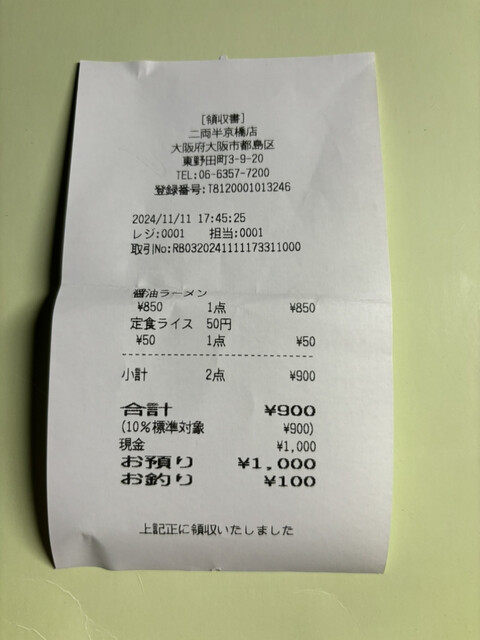 [領収書]
二両半京橋店
大阪府大阪市都島区
東野田町3-9-20
TEL:06-6357-7200
登録番号:T8120001013246
2024/11/11 17:45:25
レジ:0001 担当:0001
取引No:RB0320241111173311000
醤油ラーメン
¥850 1点 ¥850
定食ライス 50円
¥50 1点 ¥50
小計 2点 ¥900
合計 ¥900
(10%標準対象 ¥900)
現金 ¥1,000
お預り ¥1,000
お釣り ¥100
上記正に領収いたしました